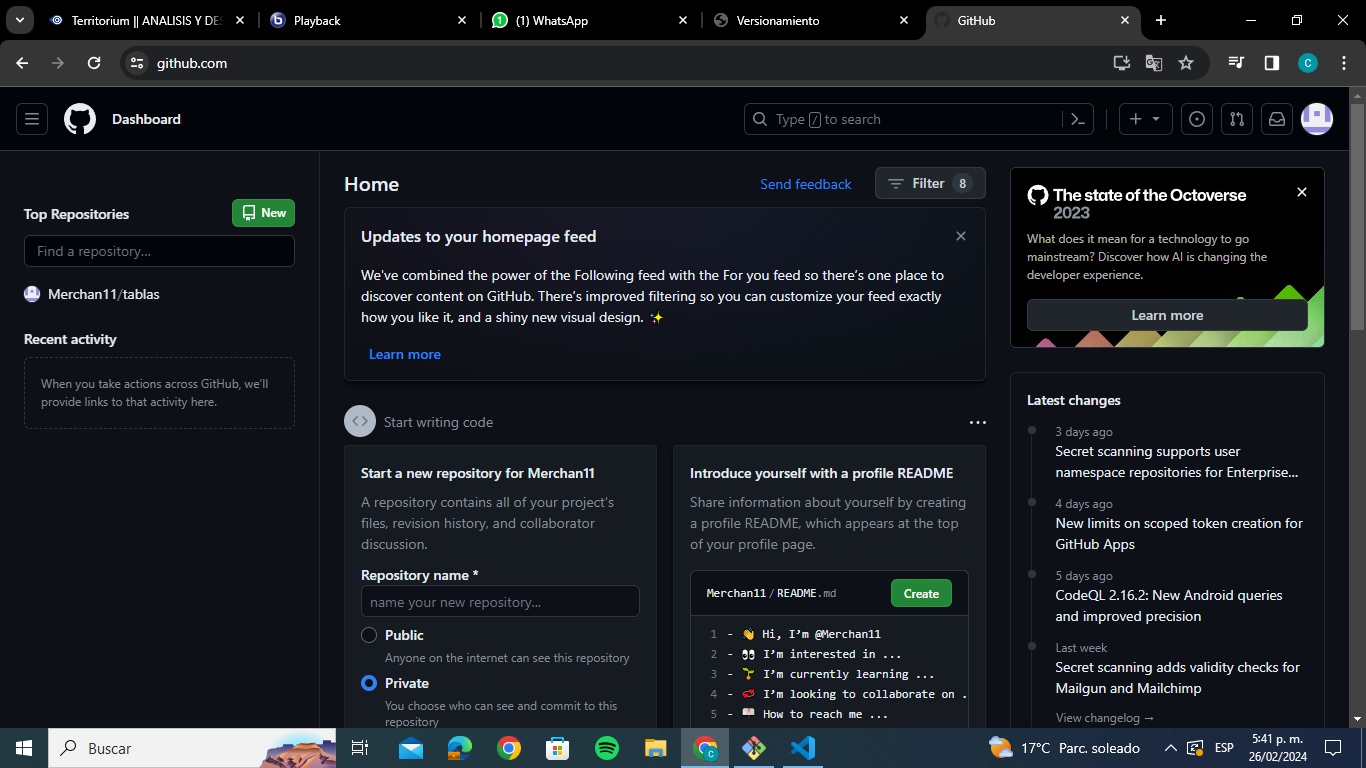 Territorium || ANALISIS Y DES
Playback
(1) WhatsApp
Versionamiento
GitHub
github.com
C
Dashboard
Type / to search
Top Repositories
New
Find a repository...
Merchan11/tablas
Recent activity
When you take actions across GitHub, we'll
provide links to that activity here.
Home
Send feedback
Filter 8
Updates to your homepage feed
We've combined the power of the Following feed with the For you feed so there's one place to
discover content on GitHub. There's improved filtering so you can customize your feed exactly
how you like it, and a shiny new visual design. ✨
Learn more
Start writing code
Start a new repository for Merchan11
A repository contains all of your project's
files, revision history, and collaborator
discussion.
Repository name *
name your new repository...
Public
Anyone on the internet can see this repository
Private
You choose who can see and commit to this
repository
Introduce yourself with a profile README
Share information about yourself by creating
a profile README, which appears at the top
of your profile page.
Merchan11/README.md
Create
1 - 👋 Hi, I'm @Merchan11
2 - 👀 I'm interested in ...
3 - 🌱 I'm currently learning ...
4 - 💞️ I'm looking to collaborate on .
5 - 📫 How to reach me ...
The state of the Octoverse
2023
What does it mean for a technology to go
mainstream? Discover how AI is changing the
developer experience.
Learn more
Latest changes
3 days ago
Secret scanning supports user
namespace repositories for Enterprise...
4 days ago
New limits on scoped token creation for
GitHub Apps
5 days ago
CodeQL 2.16.2: New Android queries
and improved precision
Last week
Secret scanning adds validity checks for
Mailgun and Mailchimp
View changelog →
Buscar
17°C Parc. soleado
ESP
5:41 p. m.
26/02/2024